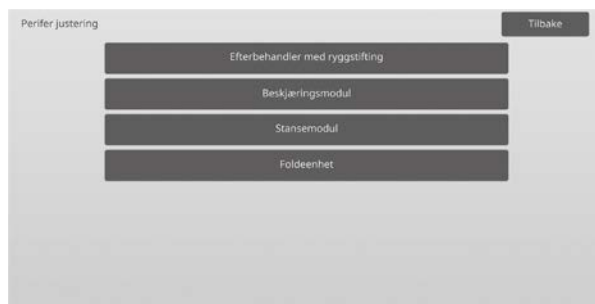 Perifer justering
Tilbake
Efterbehandler med ryggstifting
Beskjæringsmodul
Stansemodul
Foldeenhet